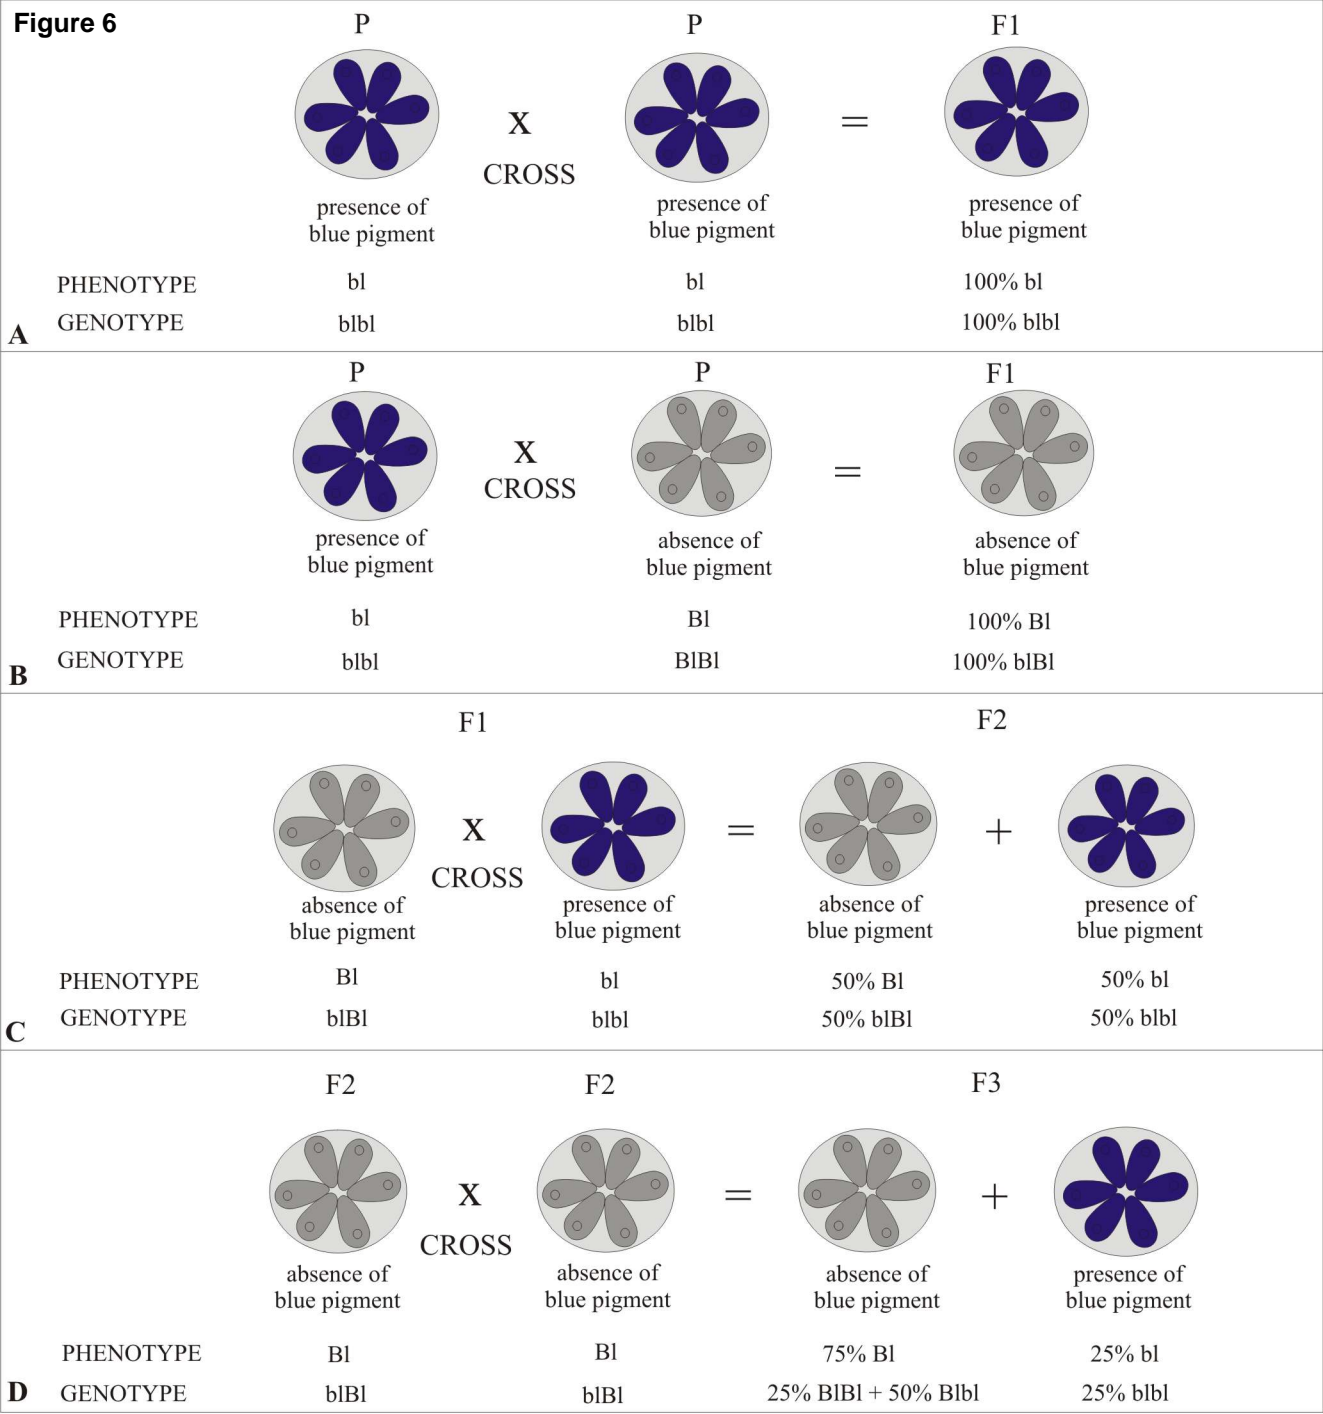 Figure 6
P P F1
X
CROSS
=
presence of
blue pigment
presence of
blue pigment
presence of
blue pigment
PHENOTYPE bl bl 100% bl
GENOTYPE blbl blbl 100% blbl
A
P P F1
X
CROSS
=
presence of
blue pigment
absence of
blue pigment
absence of
blue pigment
PHENOTYPE bl Bl 100% Bl
GENOTYPE blbl BlBl 100% blBl
B
F1 F2
X
CROSS
= +
absence of
blue pigment
presence of
blue pigment
absence of
blue pigment
presence of
blue pigment
PHENOTYPE Bl bl 50% Bl 50% bl
GENOTYPE blBl blbl 50% blBl 50% blbl
C
F2 F2 F3
X
CROSS
= +
absence of
blue pigment
absence of
blue pigment
absence of
blue pigment
presence of
blue pigment
PHENOTYPE Bl Bl 75% Bl 25% bl
D GENOTYPE blBl blBl 25% BlBl + 50% Blbl 25% blbl